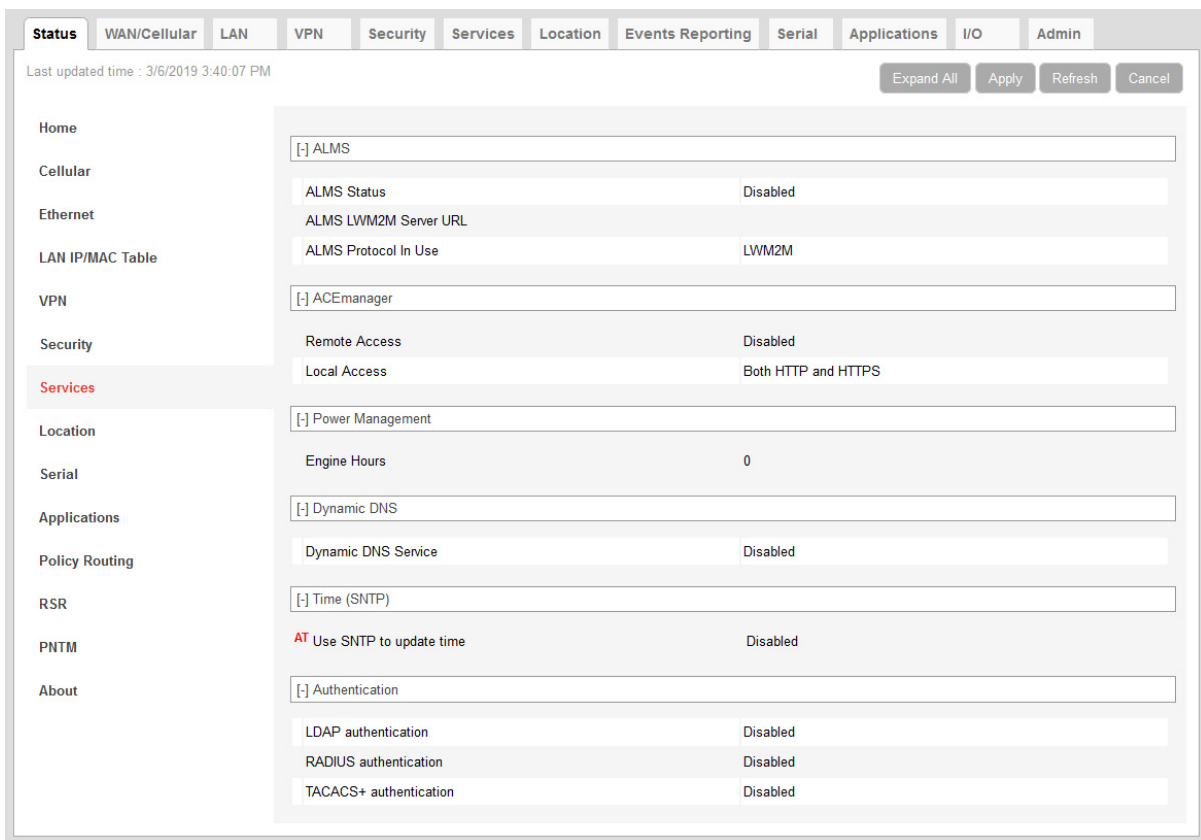 Status WAN/Cellular LAN VPN Security Services Location Events Reporting Serial Applications I/O Admin
Last updated time : 3/6/2019 3:40:07 PM
Expand All Apply Refresh Cancel
Home
Cellular
Ethernet
LAN IP/MAC Table
VPN
Security
Services
Location
Serial
Applications
Policy Routing
RSR
PNTM
About
[-] ALMS
ALMS Status Disabled
ALMS LWM2M Server URL
ALMS Protocol In Use LWM2M
[-] ACEmanager
Remote Access Disabled
Local Access Both HTTP and HTTPS
[-] Power Management
Engine Hours 0
[-] Dynamic DNS
Dynamic DNS Service Disabled
[-] Time (SNTP)
AT Use SNTP to update time Disabled
[-] Authentication
LDAP authentication Disabled
RADIUS authentication Disabled
TACACS+ authentication Disabled